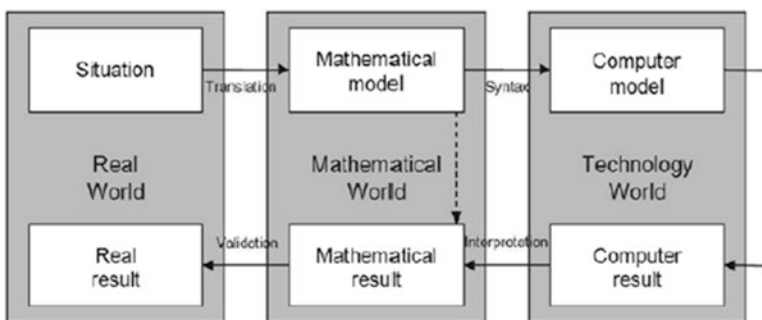 Situation
Translation
Mathematical
model
Syntax
Computer
model
Real
World
Mathematical
World
Technology
World
Real
result
Validation
Mathematical
result
Interprotation
Computer
result